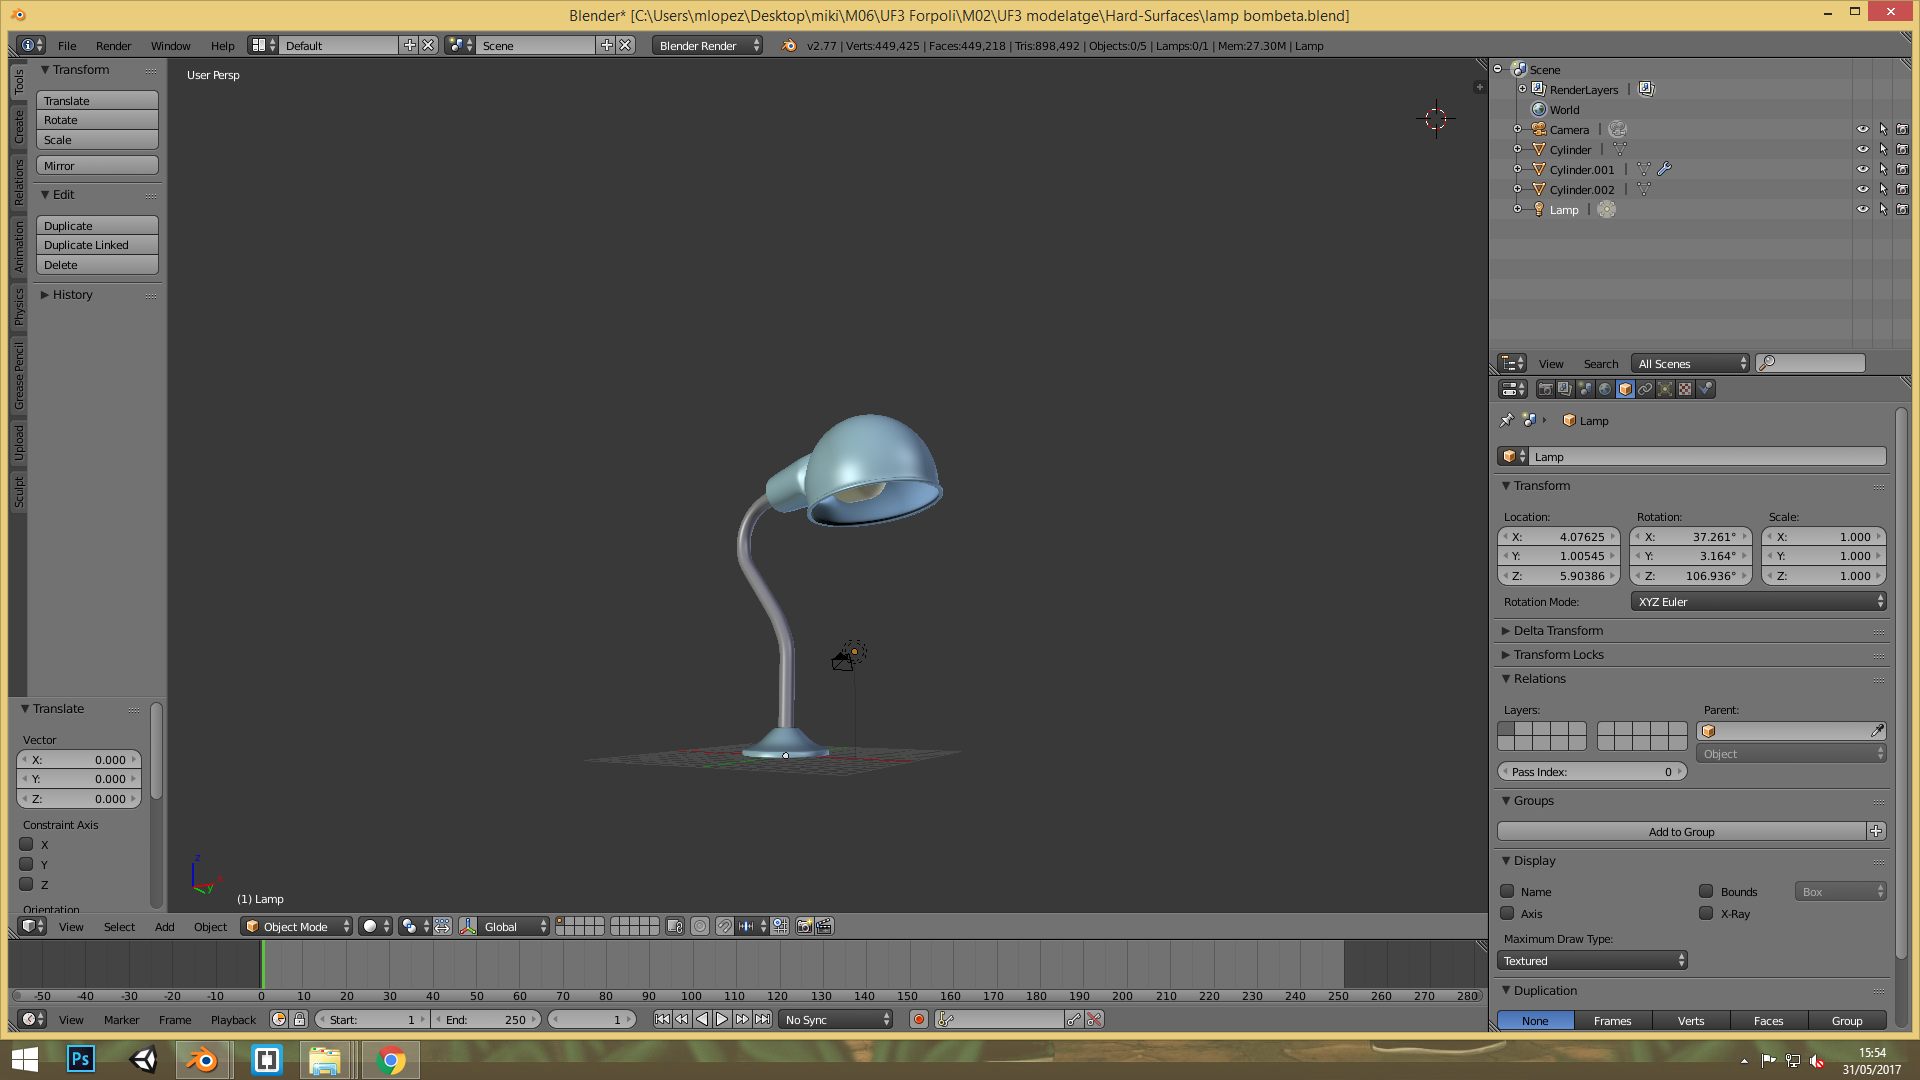 Blender* [C:\Users\mlopez\Desktop\miki\M06\UF3 Forpoli\M02\UF3 modelatge\Hard-Surfaces\lamp bombeta.blend]
File Render Window Help Default Scene Blender Render v2.77 | Verts:449,425 | Faces:449,218 | Tris:898,492 | Objects:0/5 | Lamps:0/1 | Mem:27.30M | Lamp
Tools
Create
Relations
Animation
Physics
Grease Pencil
Upload
Sculpt
Transform
Translate
Rotate
Scale
Mirror
Edit
Duplicate
Duplicate Linked
Delete
History
Translate
Vector
X: 0.000
Y: 0.000
Z: 0.000
Constraint Axis
X
Y
Z
Orientation
User Persp
z
x
y
(1) Lamp
View Select Add Object Object Mode Global
-50 -40 -30 -20 -10 0 10 20 30 40 50 60 70 80 90 100 110 120 130 140 150 160 170 180 190 200 210 220 230 240 250 260 270 280
View Marker Frame Playback Start: 1 End: 250 1 No Sync
Scene
RenderLayers |
World
Camera |
Cylinder |
Cylinder.001 |
Cylinder.002 |
Lamp |
View Search All Scenes
Lamp
Lamp
Transform
Location: Rotation: Scale:
X: 4.07625 X: 37.261° X: 1.000
Y: 1.00545 Y: 3.164° Y: 1.000
Z: 5.90386 Z: 106.936° Z: 1.000
Rotation Mode: XYZ Euler
Delta Transform
Transform Locks
Relations
Layers: Parent:
Object
Pass Index: 0
Groups
Add to Group
Display
Name Bounds Box
Axis X-Ray
Maximum Draw Type:
Textured
Duplication
None Frames Verts Faces Group
Ps
15:54
31/05/2017